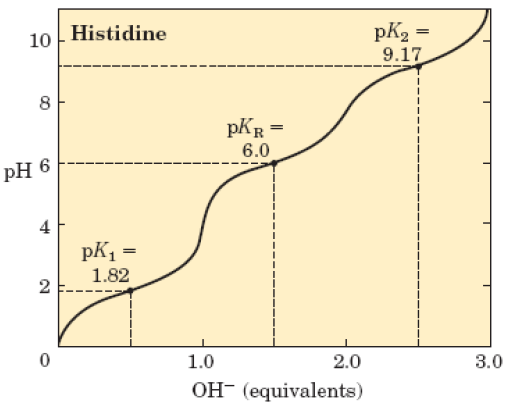 Histidine
pK₂ =
9.17
pKR =
6.0
pK₁ =
1.82
pH
10
8
6
4
2
0
1.0
2.0
3.0
OH⁻ (equivalents)